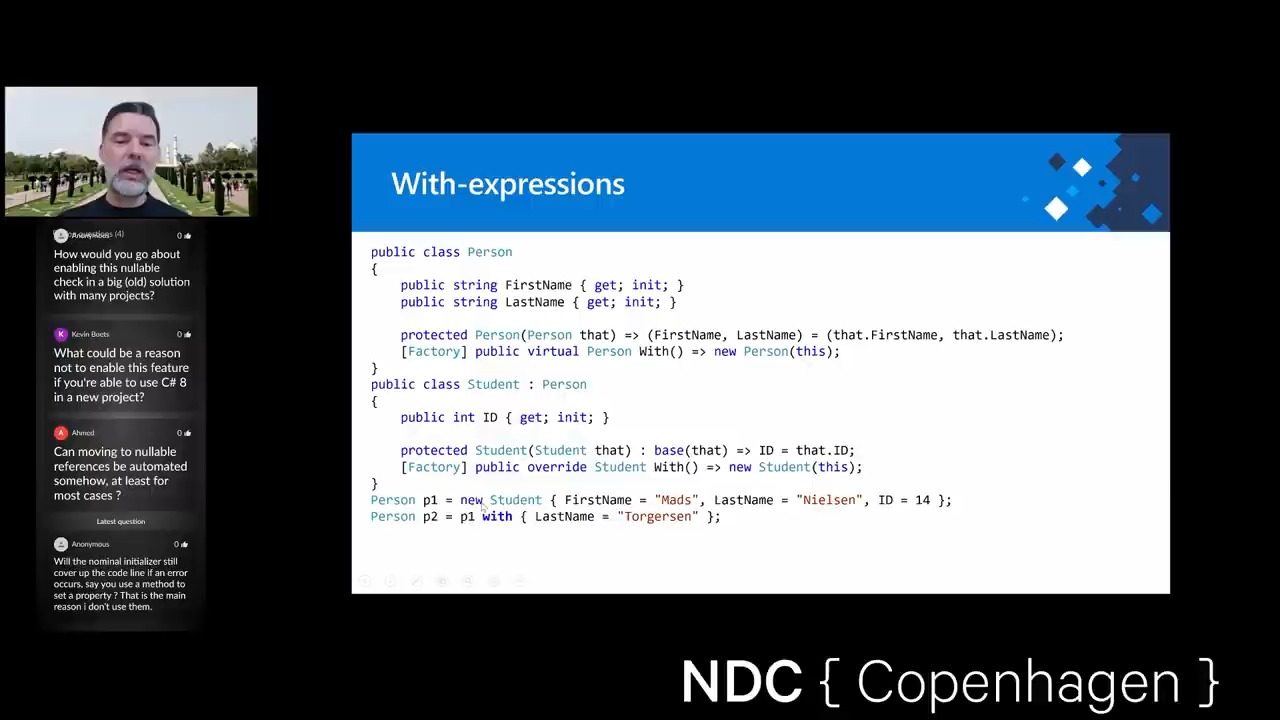 questions (4)
Anonymous 0
How would you go about
enabling this nullable
check in a big (old) solution
with many projects?
K Kevin Boets 0
What could be a reason
not to enable this feature
if you're able to use C# 8
in a new project?
A Ahmed 0
Can moving to nullable
references be automated
somehow, at least for
most cases ?
Latest question
Anonymous 0
Will the nominal initializer still
cover up the code line if an error
occurs, say you use a method to
set a property ? That is the main
reason i don't use them.
With-expressions
public class Person
{
public string FirstName { get; init; }
public string LastName { get; init; }
protected Person(Person that) => (FirstName, LastName) = (that.FirstName, that.LastName);
[Factory] public virtual Person With() => new Person(this);
}
public class Student : Person
{
public int ID { get; init; }
protected Student(Student that) : base(that) => ID = that.ID;
[Factory] public override Student With() => new Student(this);
}
Person p1 = new Student { FirstName = "Mads", LastName = "Nielsen", ID = 14 };
Person p2 = p1 with { LastName = "Torgersen" };
NDC { Copenhagen }